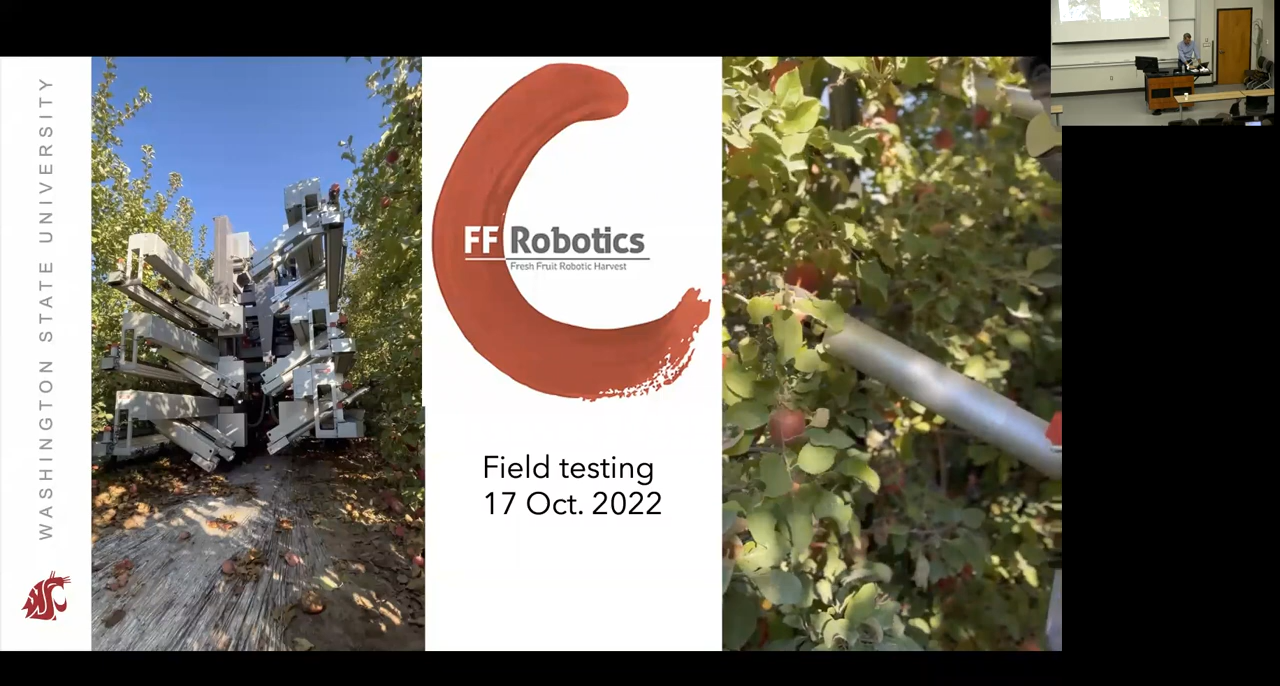 WASHINGTON STATE UNIVERSITY
FF Robotics
Fresh Fruit Robotic Harvest
Field testing
17 Oct. 2022